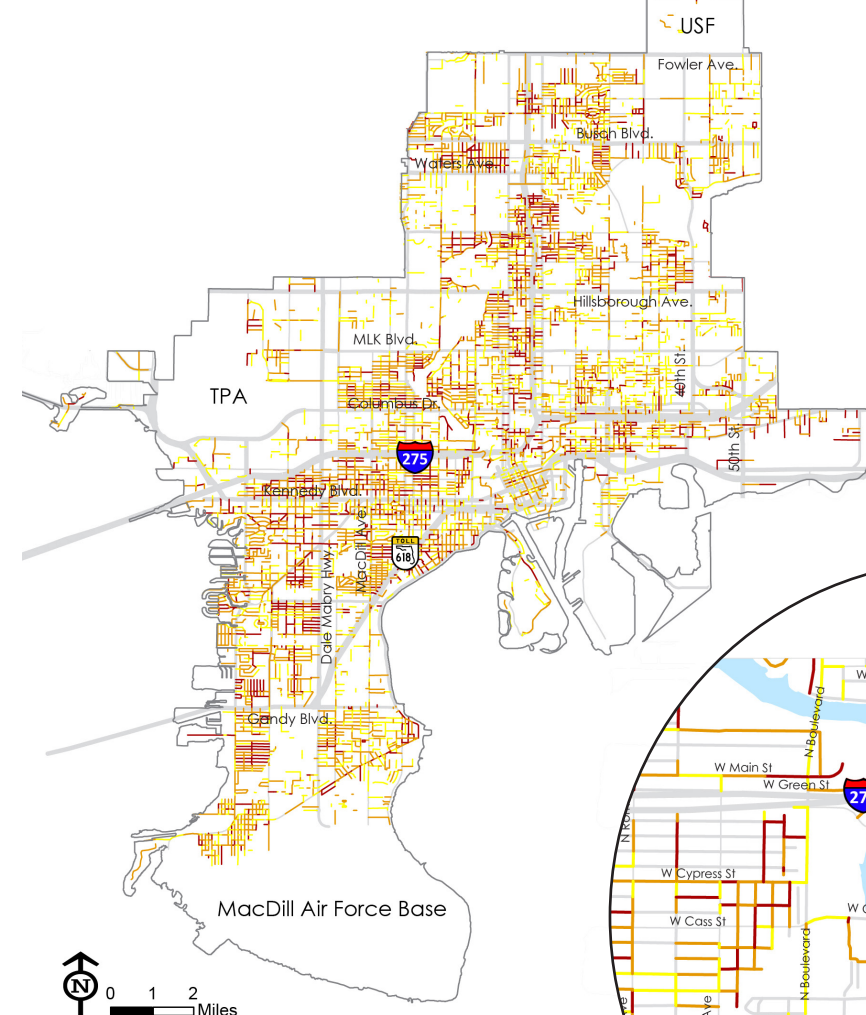 USF
Fowler Ave.
Busch Blvd.
Waters Ave.
Hillsborough Ave.
MLK Blvd.
40th St.
TPA
Columbus Dr.
50th St.
275
Kennedy Blvd.
MacDill Ave.
TOLL
618
Dale Mabry Hwy.
Gandy Blvd.
N Boulevard
W Main St
W Green St
27
W Cypress St
W Cass St
N Boulevard
MacDill Air Force Base
N
0 1 2
Miles